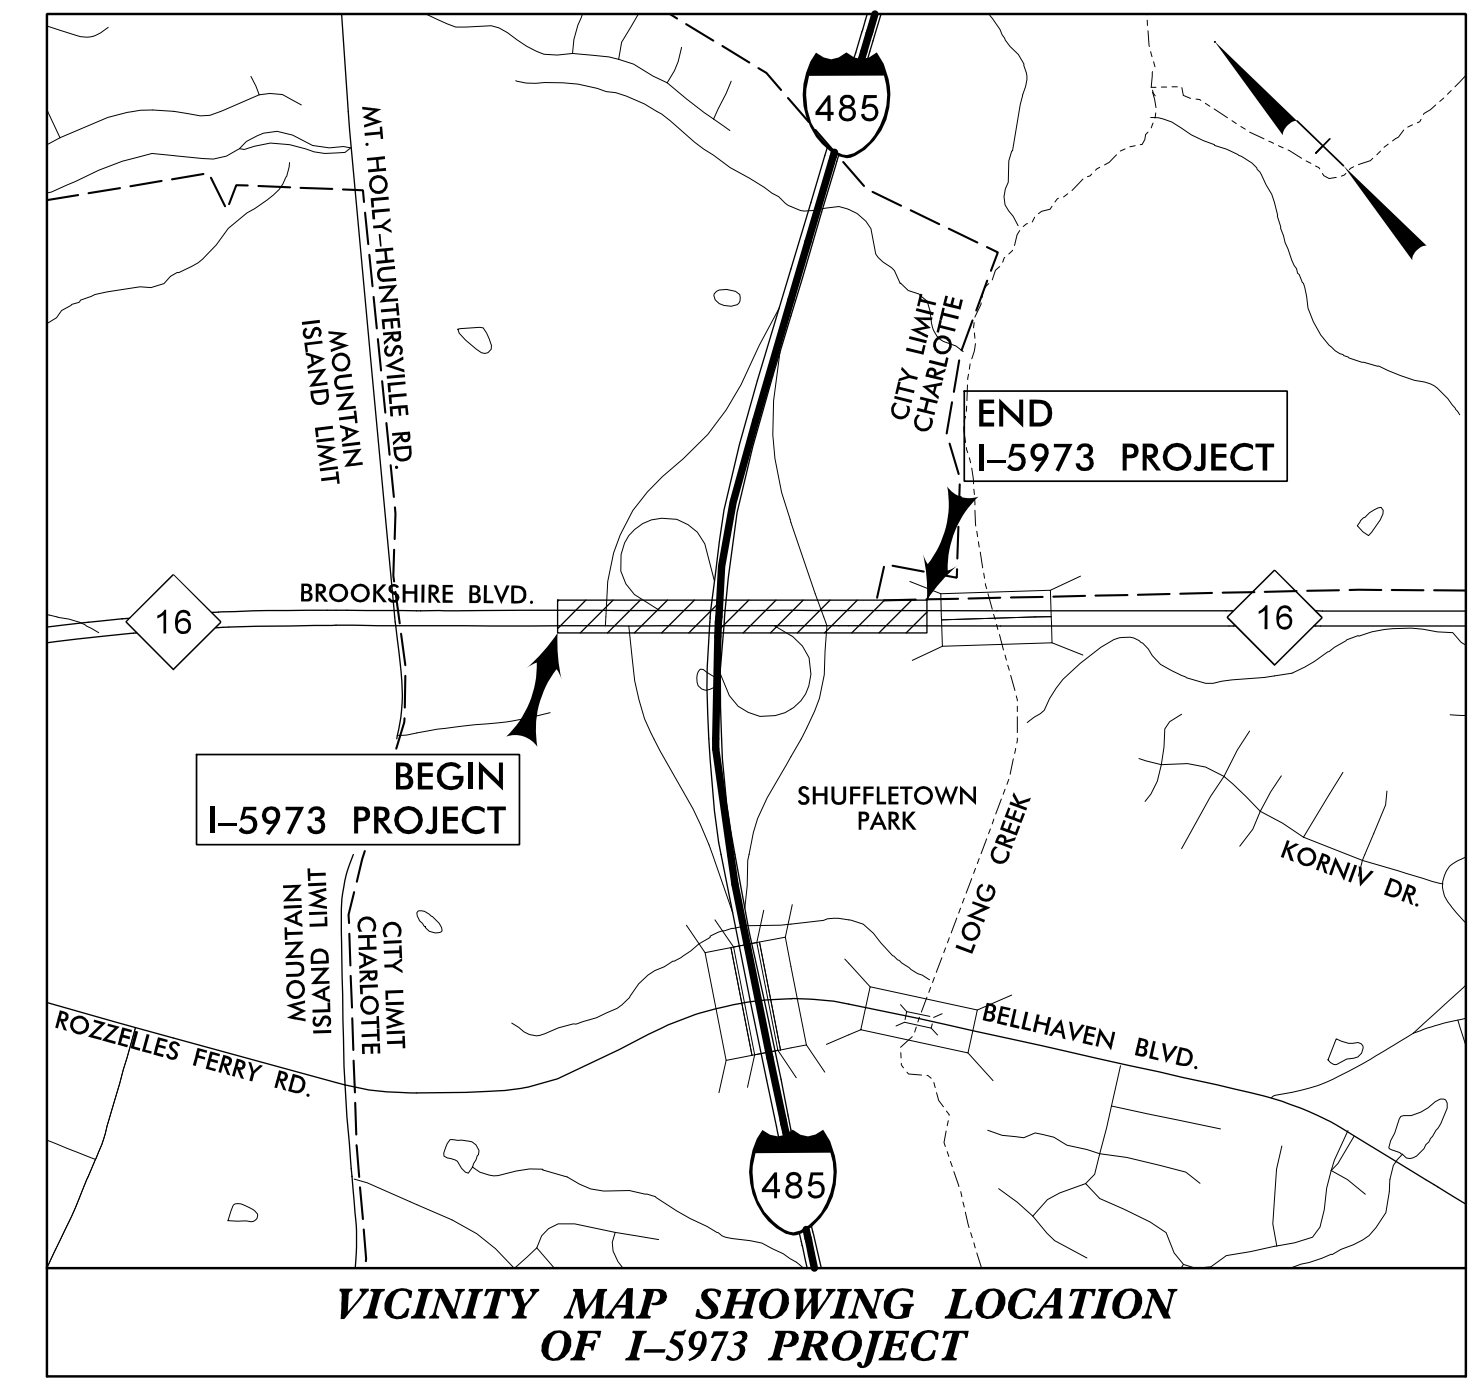 485
MT. HOLLY–HUNTERSVILLE RD.
MOUNTAIN
ISLAND LIMIT
CITY LIMIT
CHARLOTTE
END
I–5973 PROJECT
BROOKSHIRE BLVD.
16
16
BEGIN
I–5973 PROJECT
SHUFFLETOWN
PARK
LONG CREEK
KORNIV DR.
MOUNTAIN
ISLAND LIMIT
CITY LIMIT
CHARLOTTE
ROZZELLES FERRY RD.
BELLHAVEN BLVD.
485
VICINITY MAP SHOWING LOCATION
OF I–5973 PROJECT